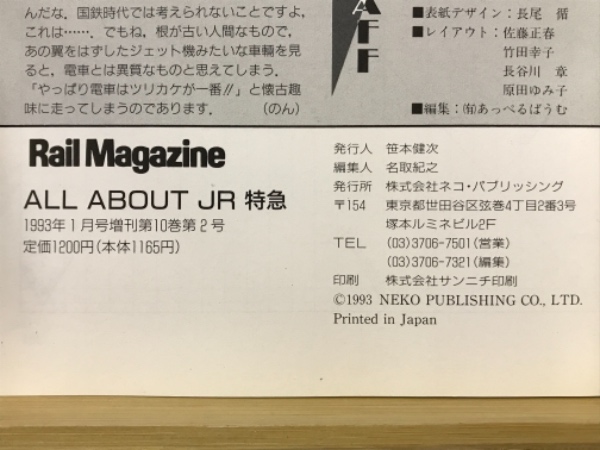 んだな．国鉄時代では考えられないことですよ，
これは……．でもね，根が古い人間なもので，
あの翼をはずしたジェット機みたいな車輌を見
ると，電車とは異質なものと思えてしまう．
「やっぱり電車はツリカケが一番!!」と懐古趣
味に走ってしまうのであります．　（のん）
A
F
F
■表紙デザイン：長尾　信
■レイアウト：佐藤正春
竹田幸子
長谷川　章
原田ゆみ子
■編集：㈲あっぺるばうむ
Rail Magazine
ALL ABOUT JR 特急
1993年1月号増刊第10巻第2号
定価1200円（本体1165円）
発行人　笹本健次
編集人　名取紀之
発行所　株式会社ネコ・パブリッシング
〒154　東京都世田谷区弦巻4丁目2番3号
塚本ルミネビル2F
TEL　(03)3706-7501（営業）
(03)3706-7321（編集）
印刷　株式会社サンニチ印刷
©1993 NEKO PUBLISHING CO., LTD.
Printed in Japan